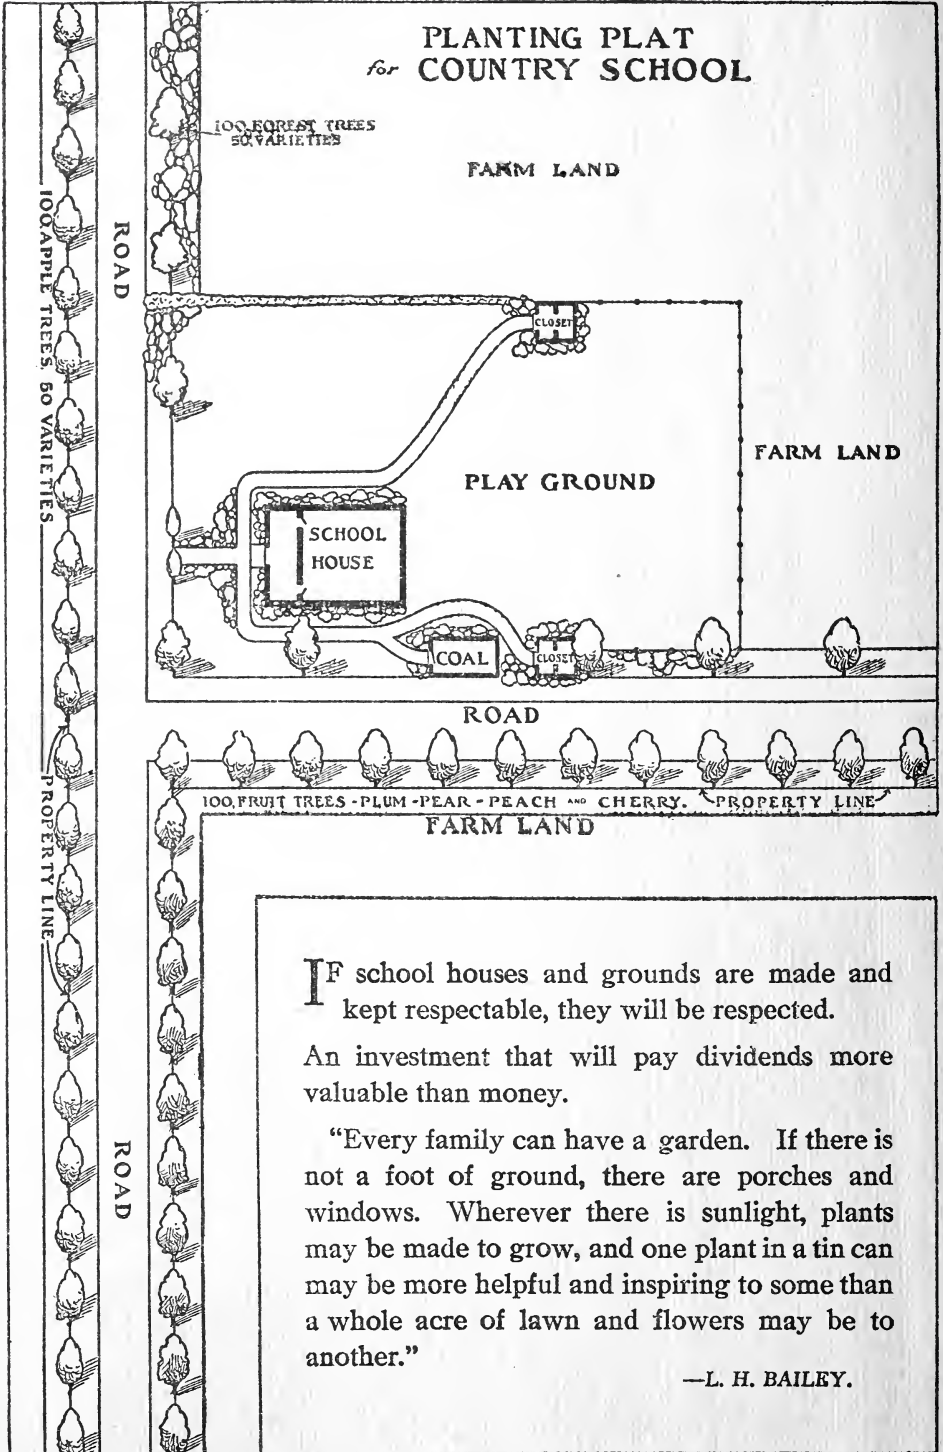 PLANTING PLAT
for COUNTRY SCHOOL
100, FOREST TREES
50, VARIETIES
FARM LAND
ROAD
100, APPLE TREES, 50 VARIETIES
CLOSET
FARM LAND
PLAY GROUND
SCHOOL
HOUSE
COAL
CLOSET
ROAD
PROPERTY LINE
100, FRUIT TREES - PLUM - PEAR - PEACH AND CHERRY.
PROPERTY LINE
FARM LAND
ROAD
IF school houses and grounds are made and
kept respectable, they will be respected.
An investment that will pay dividends more
valuable than money.
“Every family can have a garden. If there is
not a foot of ground, there are porches and
windows. Wherever there is sunlight, plants
may be made to grow, and one plant in a tin can
may be more helpful and inspiring to some than
a whole acre of lawn and flowers may be to
another.”
—L. H. BAILEY.